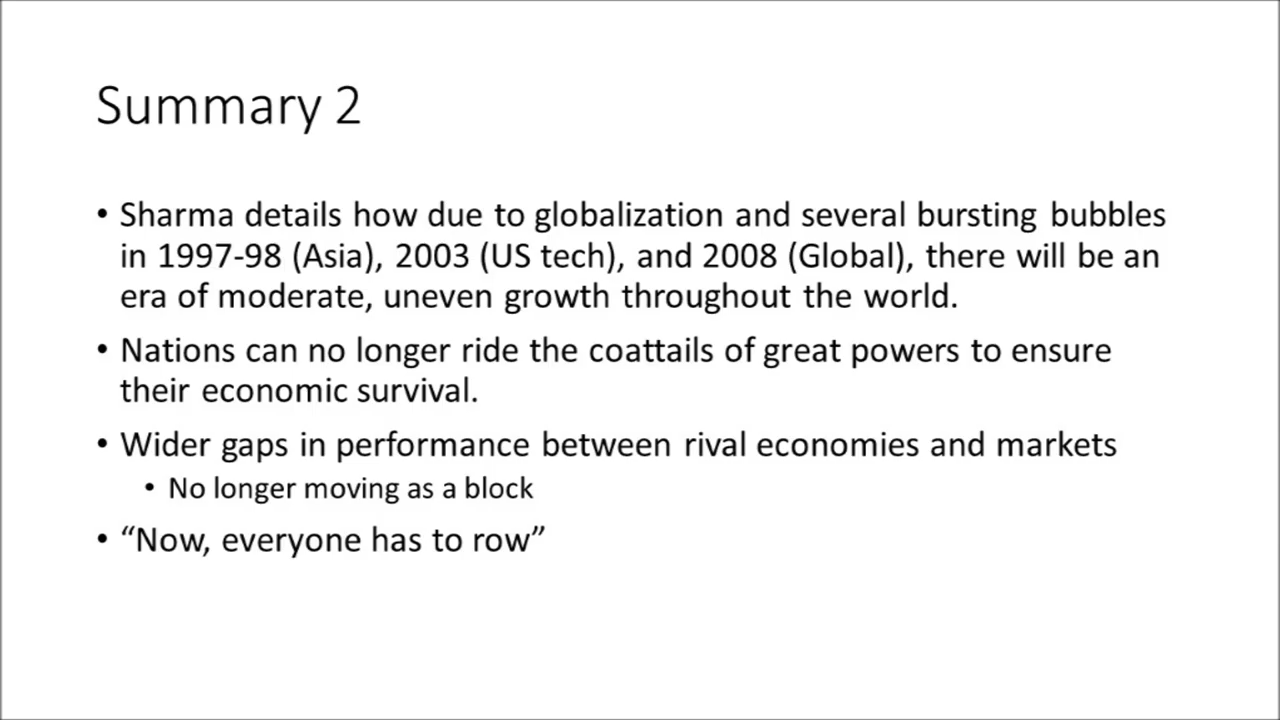 Summary 2
• Sharma details how due to globalization and several bursting bubbles
in 1997-98 (Asia), 2003 (US tech), and 2008 (Global), there will be an
era of moderate, uneven growth throughout the world.
• Nations can no longer ride the coattails of great powers to ensure
their economic survival.
• Wider gaps in performance between rival economies and markets
• No longer moving as a block
• “Now, everyone has to row”